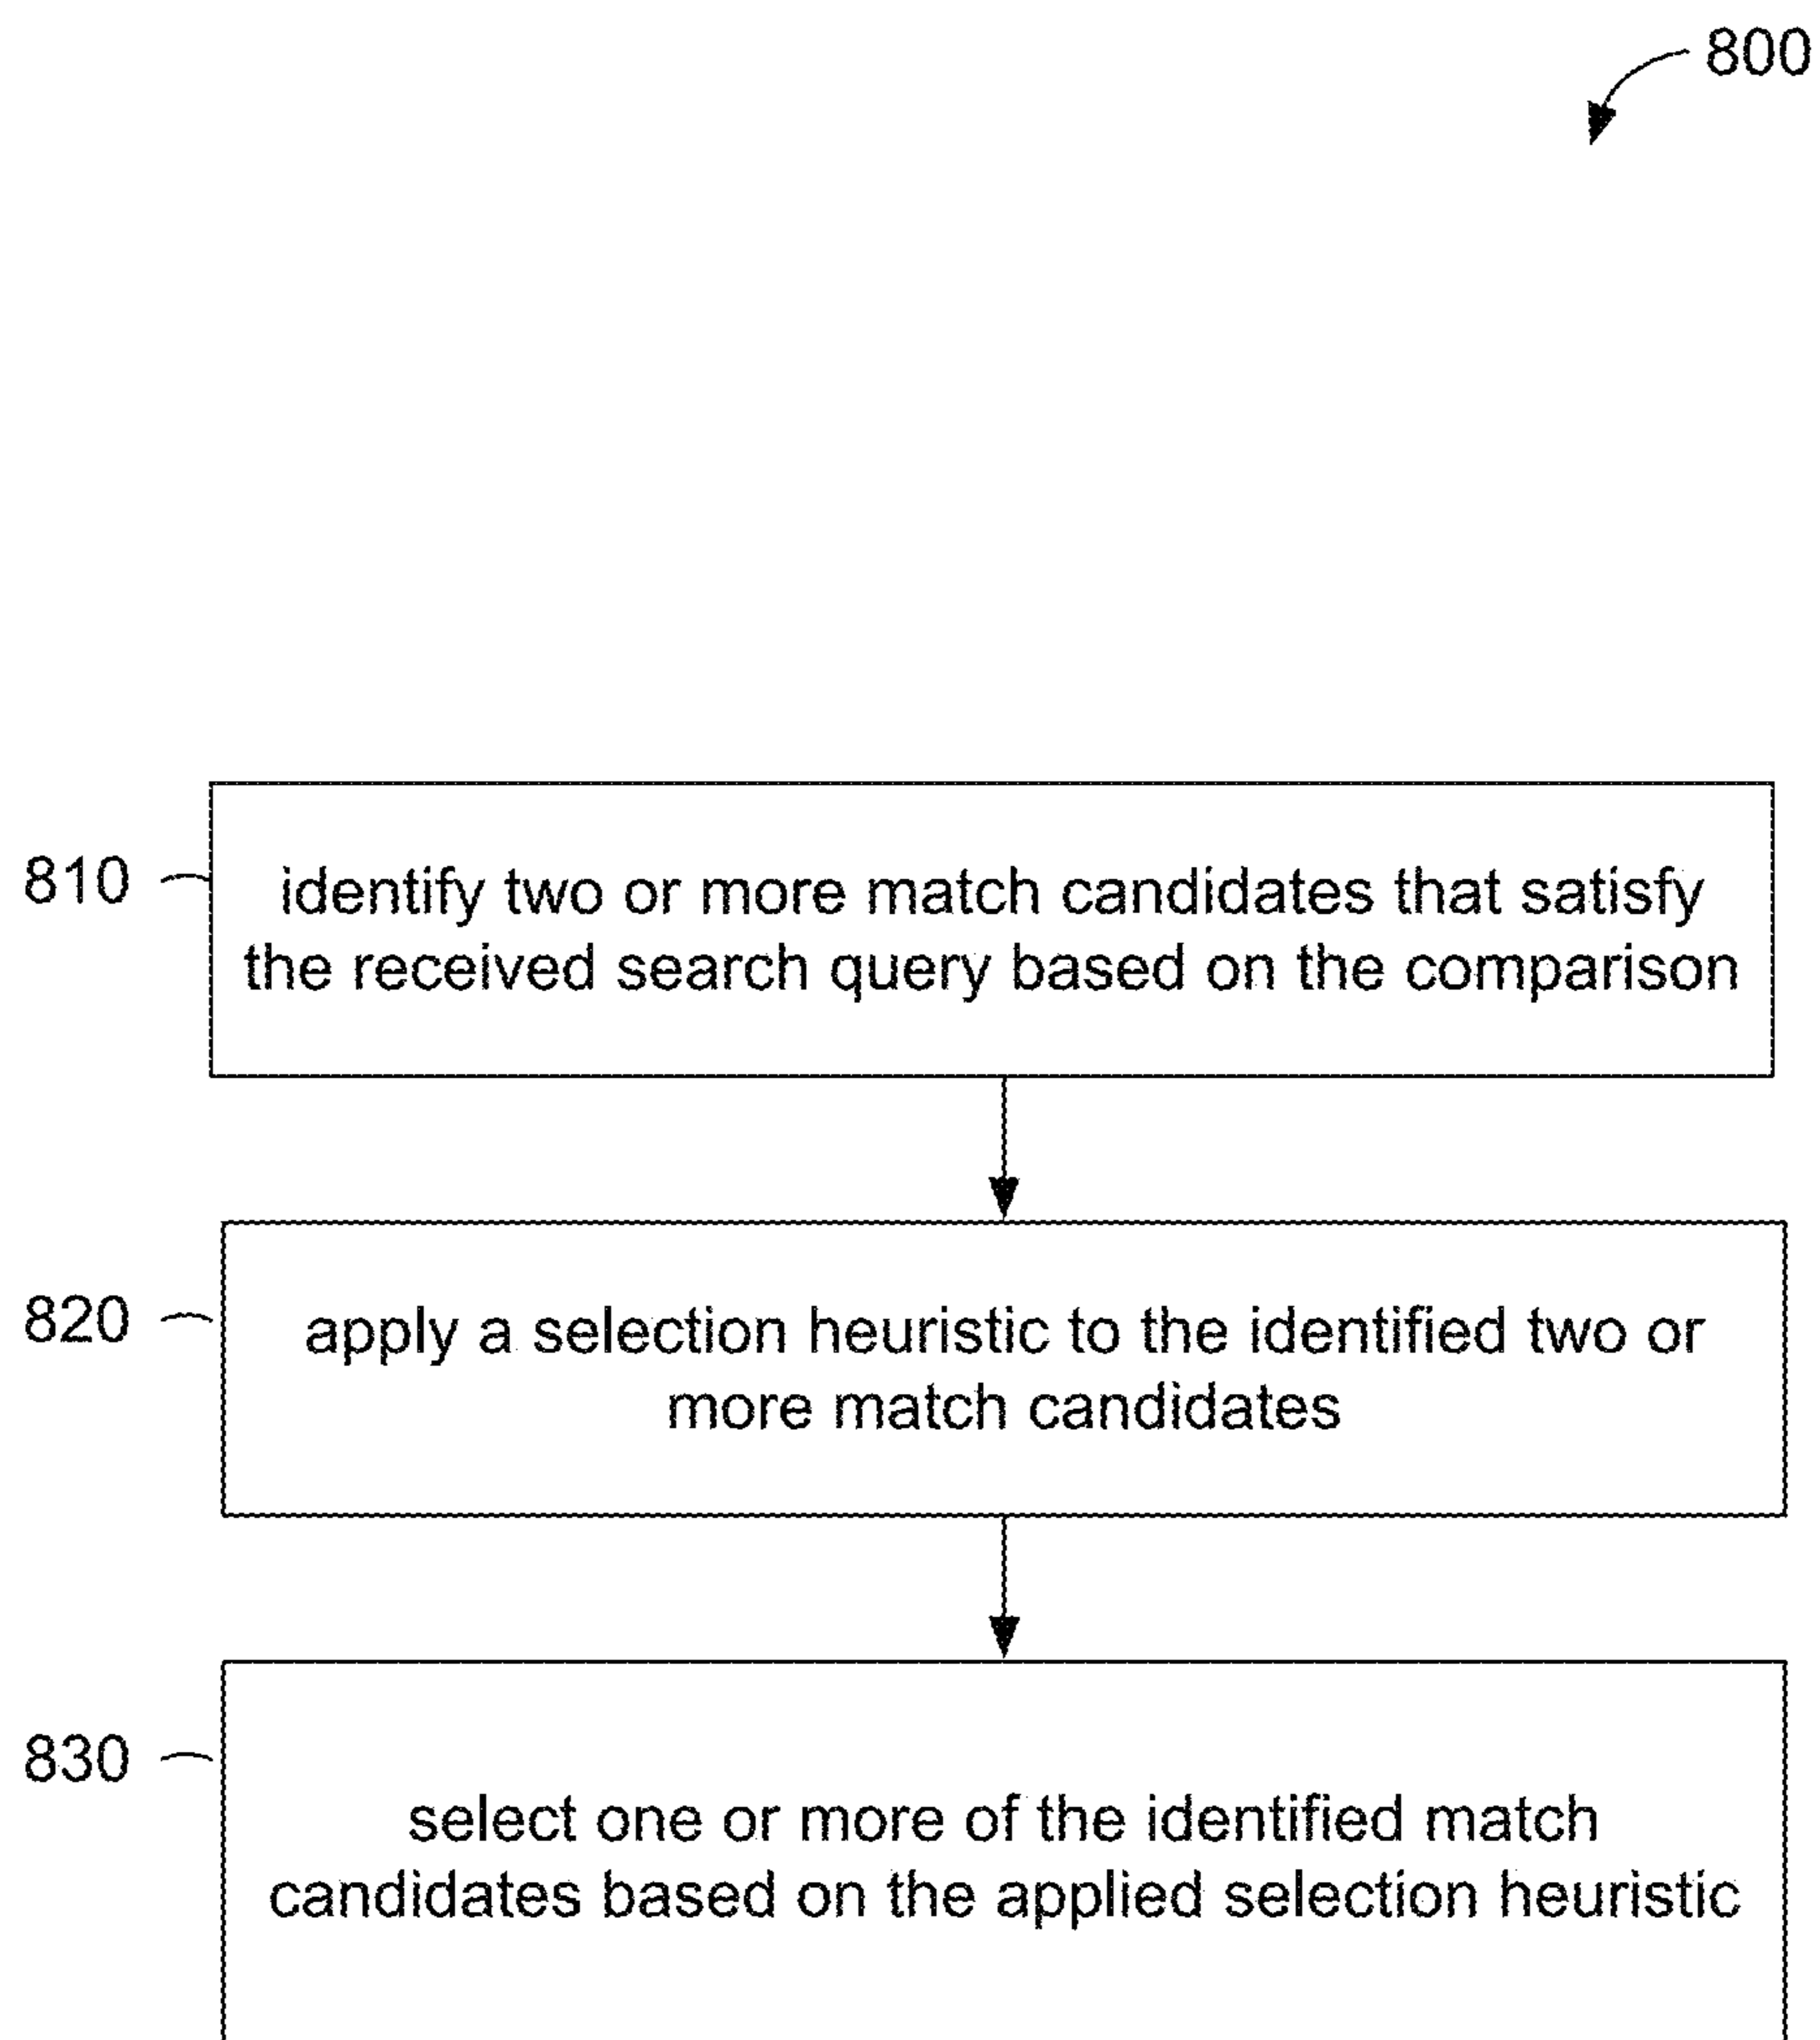 800
810
identify two or more match candidates that satisfy
the received search query based on the comparison
820
apply a selection heuristic to the identified two or
more match candidates
830
select one or more of the identified match
candidates based on the applied selection heuristic